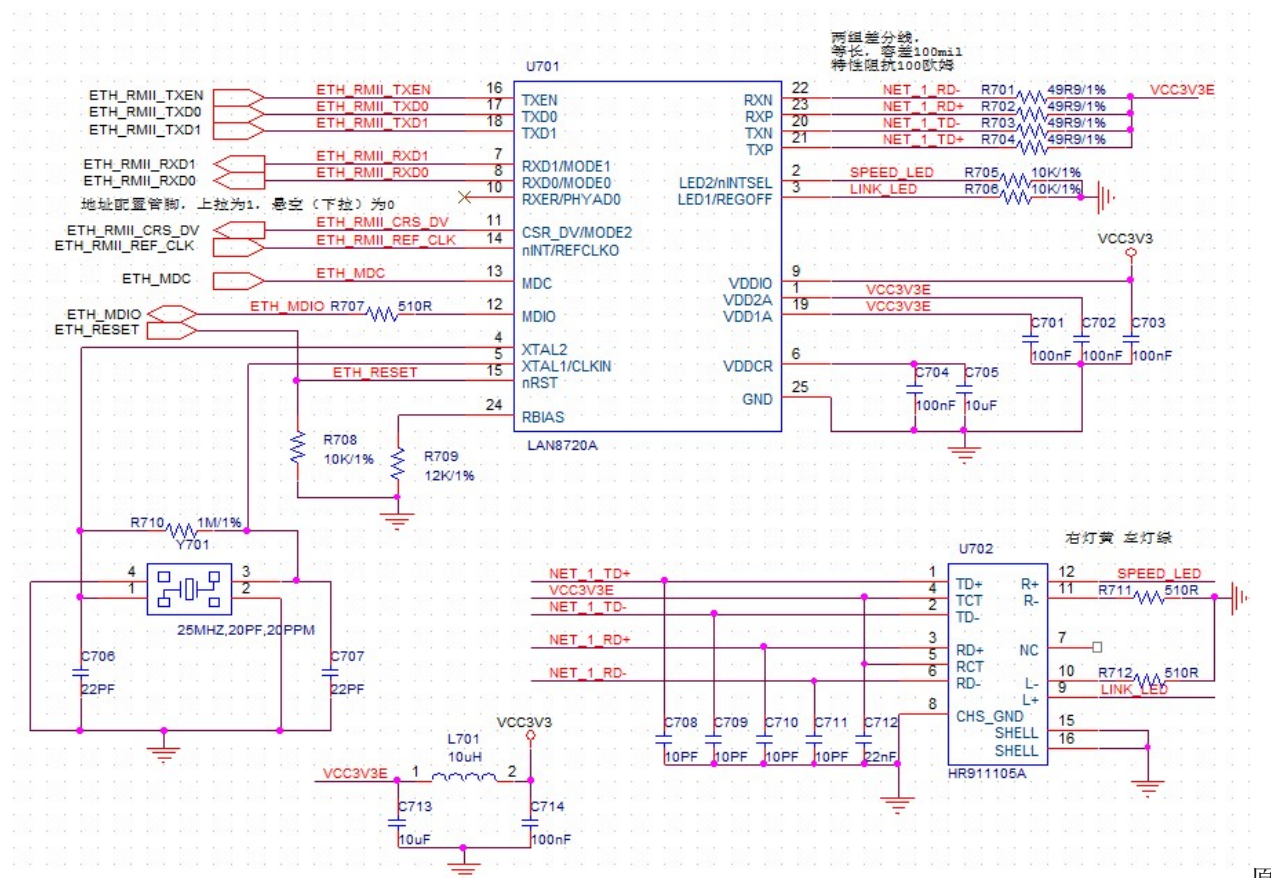 两组差分线，
等长，容差100mil
特性阻抗100欧姆
U701
ETH_RMII_TXEN ETH_RMII_TXEN 16 TXEN
ETH_RMII_TXD0 ETH_RMII_TXD0 17 TXD0
ETH_RMII_TXD1 ETH_RMII_TXD1 18 TXD1
ETH_RMII_RXD1 ETH_RMII_RXD1 7 RXD1/MODE1
ETH_RMII_RXD0 ETH_RMII_RXD0 8 RXD0/MODE0
10 RXER/PHYAD0
地址配置管脚，上拉为1，悬空（下拉）为0
ETH_RMII_CRS_DV ETH_RMII_CRS_DV 11 CSR_DV/MODE2
ETH_RMII_REF_CLK ETH_RMII_REF_CLK 14 nINT/REFCLKO
ETH_MDC ETH_MDC 13 MDC
ETH_MDIO ETH_MDIO R707 510R 12 MDIO
ETH_RESET
4 XTAL2
5 XTAL1/CLKIN
ETH_RESET 15 nRST
24 RBIAS
RXN 22 NET_1_RD- R701 49R9/1% VCC3V3E
RXP 23 NET_1_RD+ R702 49R9/1%
TXN 20 NET_1_TD- R703 49R9/1%
TXP 21 NET_1_TD+ R704 49R9/1%
LED2/nINTSEL 2 SPEED_LED R705 10K/1%
LED1/REGOFF 3 LINK_LED R706 10K/1%
VCC3V3
VDDIO 9
VDD2A 1 VCC3V3E
VDD1A 19 VCC3V3E
C701 C702 C703
100nF 100nF 100nF
VDDCR 6
C704 C705
100nF 10uF
GND 25
LAN8720A
R708
10K/1%
R709
12K/1%
R710 1M/1%
Y701
4 3
1 2
25MHZ,20PF,20PPM
C706 C707
22PF 22PF
右灯黄 左灯绿
U702
NET_1_TD+ 1 TD+
VCC3V3E 4 TCT
NET_1_TD- 2 TD-
NET_1_RD+ 3 RD+
5 RCT
NET_1_RD- 6 RD-
8 CHS_GND
R+ 12 SPEED_LED
R- 11 R711 510R
NC 7
L- 10 R712 510R
L+ 9 LINK_LED
SHELL 15
SHELL 16
HR911105A
C708 C709 C710 C711 C712
10PF 10PF 10PF 10PF 22nF
VCC3V3
L701
10uH
VCC3V3E 1 2
C713 C714
10uF 100nF